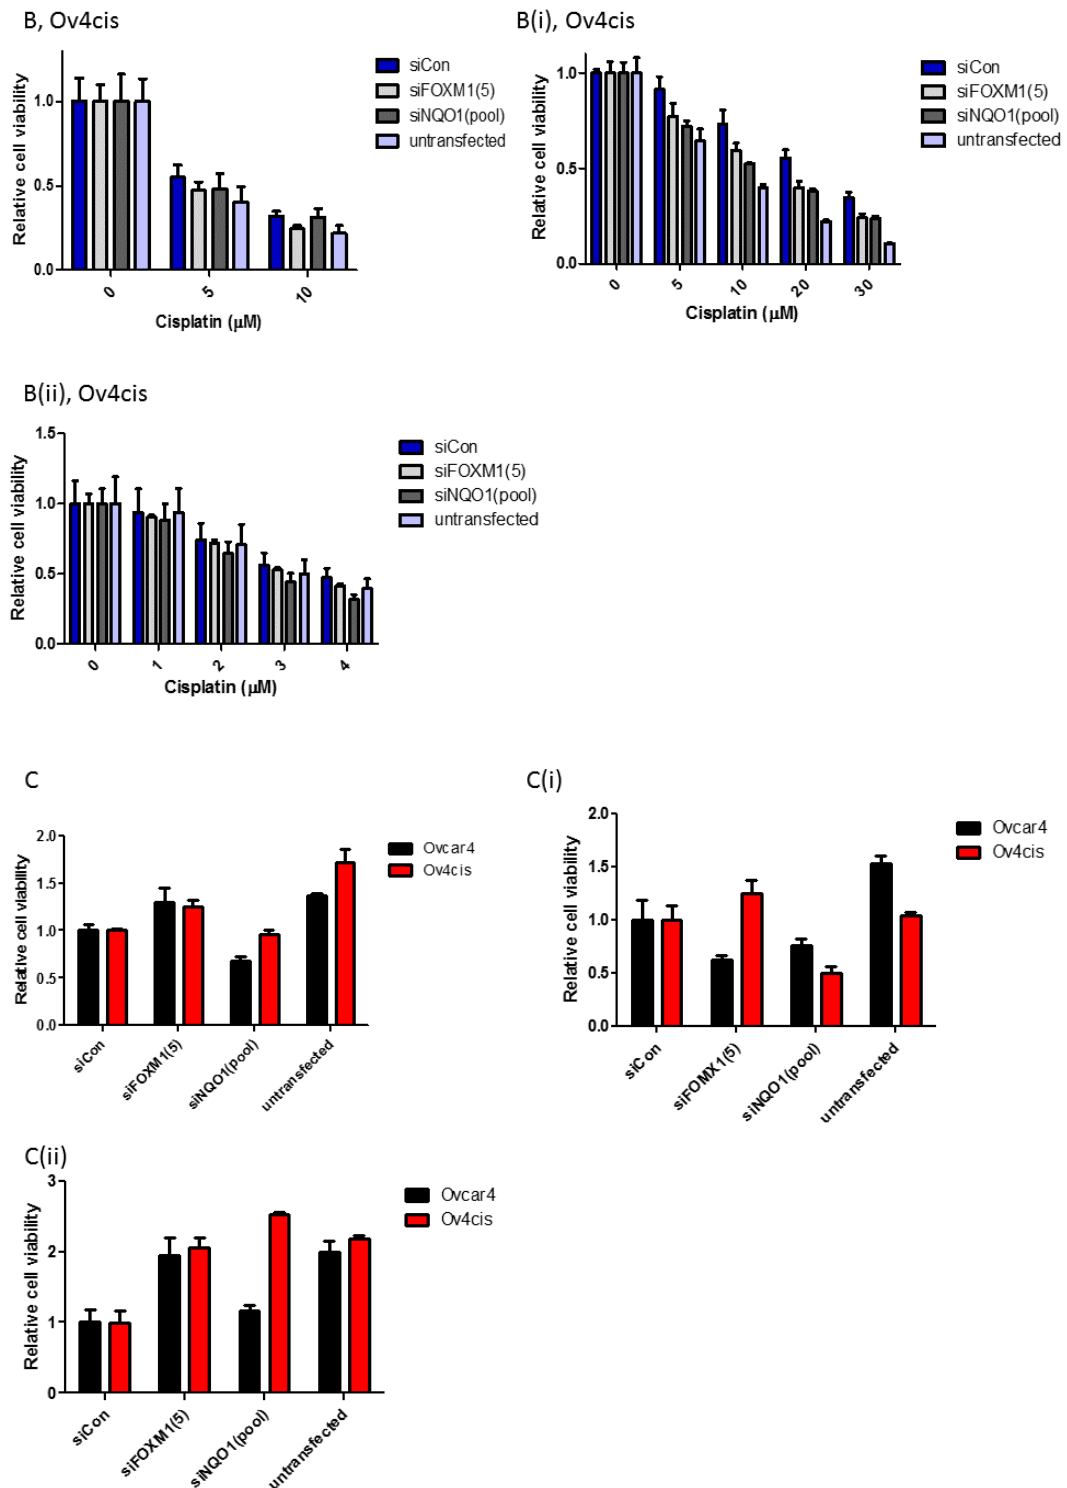 B, Ov4cis
Relative cell viability
1.0
0.5
0.0
0
5
10
Cisplatin (μM)
siCon
siFOXM1(5)
siNQO1(pool)
untransfected
B(i), Ov4cis
Relative cell viability
1.0
0.5
0.0
0
5
10
20
30
Cisplatin (μM)
siCon
siFOXM1(5)
siNQO1(pool)
untransfected
B(ii), Ov4cis
Relative cell viability
1.5
1.0
0.5
0.0
0
1
2
3
4
Cisplatin (μM)
siCon
siFOXM1(5)
siNQO1(pool)
untransfected
C
Relative cell viability
2.0
1.5
1.0
0.5
0.0
siCon
siFOXM1(5)
siNQO1(pool)
untransfected
Ovcar4
Ov4cis
C(i)
Relative cell viability
2.0
1.5
1.0
0.5
0.0
siCon
siFOMX1(5)
siNQO1(pool)
untransfected
Ovcar4
Ov4cis
C(ii)
Relative cell viability
3
2
1
0
siCon
siFOXM1(5)
siNQO1(pool)
untransfected
Ovcar4
Ov4cis